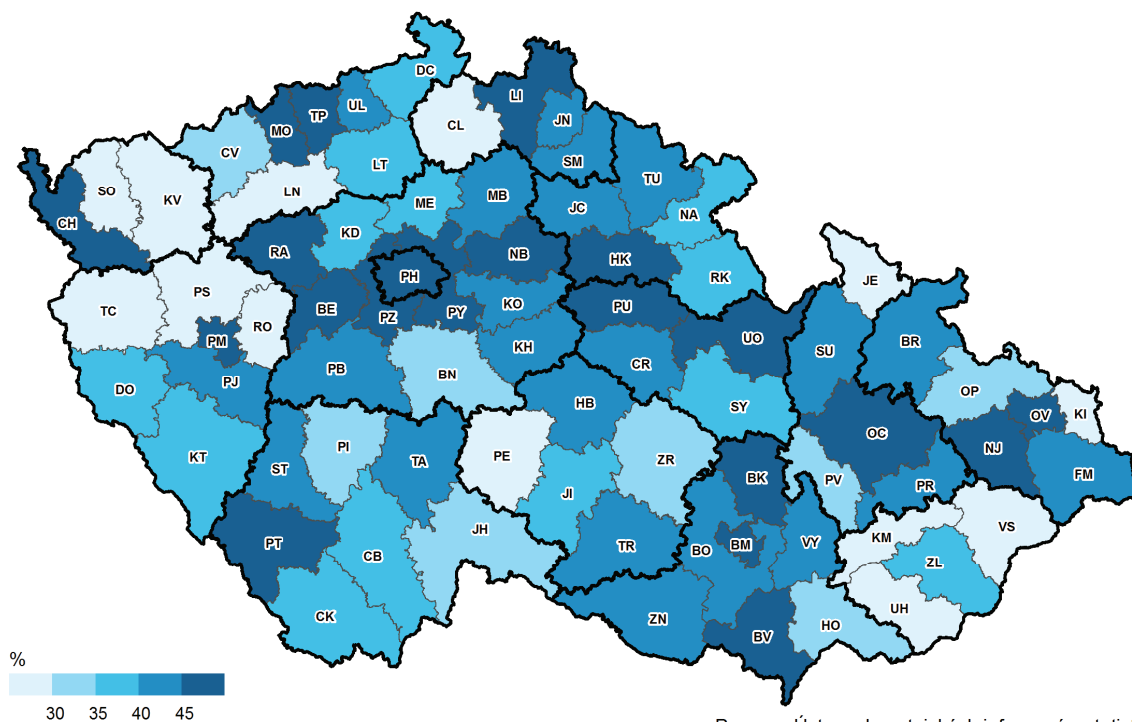 DC
LI
TP
UL
MO
CL
JN
CV
SM
LT
TU
SO
LN
MB
KV
ME
JC
NA
CH
KD
RA
NB
HK
PH
RK
JE
PS
TC
BE
PZ
PY
KO
PU
RO
PM
UO
BR
KH
SU
PB
CR
BN
PJ
DO
OP
HB
SY
OV
KI
OC
PI
KT
ST
TA
PE
ZR
NJ
FM
BK
PV
PR
JI
VS
JH
KM
PT
TR
BM
BO
VY
CB
ZL
UH
CK
ZN
HO
BV
%
30 35 40 45